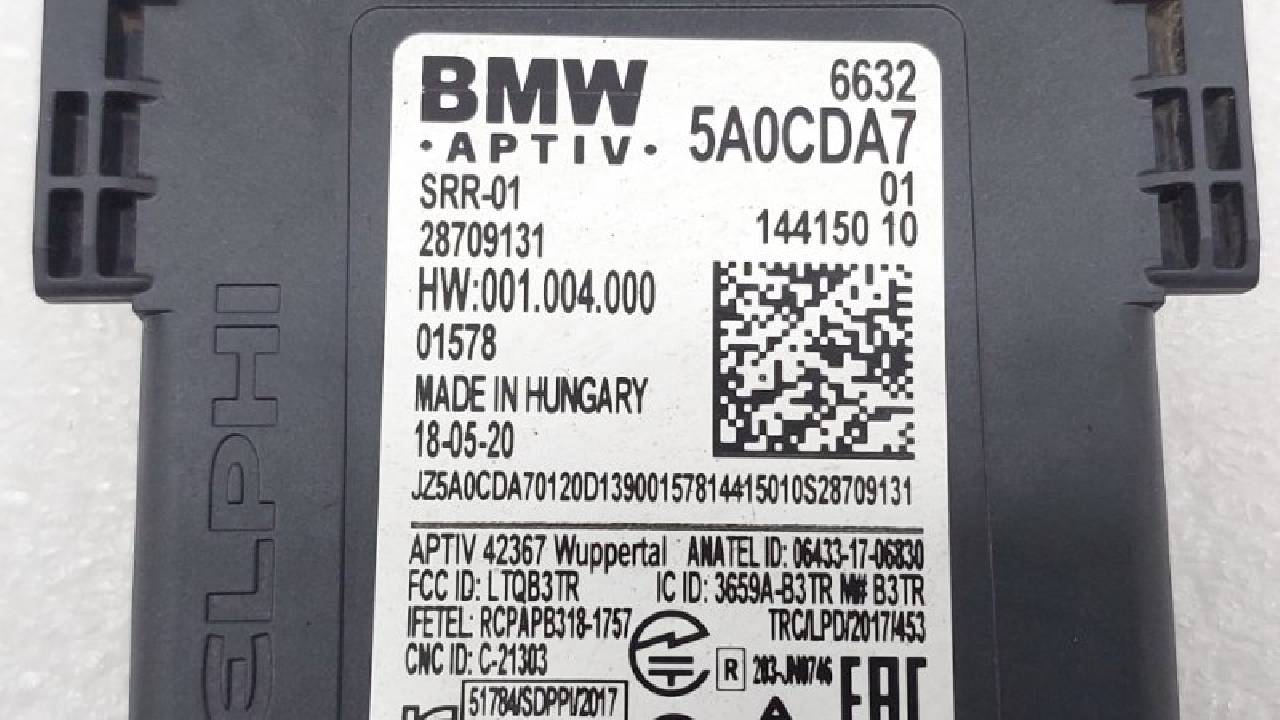 BMW 6632
·APTIV· 5A0CDA7
SRR-01 01
28709131 144150 10
HW:001.004.000
01578
MADE IN HUNGARY
18-05-20
JZ5A0CDA70120D13900157814415010S28709131
APTIV 42367 Wuppertal ANATEL ID: 06433-17-06830
FCC ID: LTQB3TR IC ID: 3659A-B3TR M# B3TR
IFETEL: RCPAPB318-1757 TRC/LPD/2017/453
CNC ID: C-21303 R 203-JN0746 EAC
51784/SDPPI/2017
ELPHI